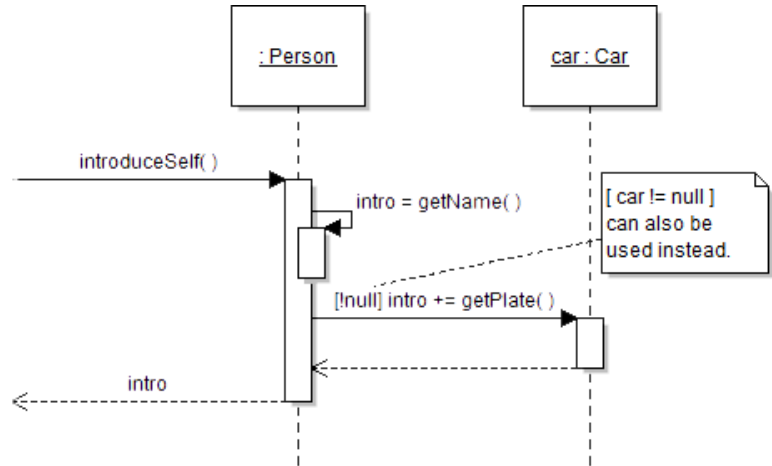 : Person
car : Car
introduceSelf( )
intro = getName( )
[ car != null ]
can also be
used instead.
[!null] intro += getPlate( )
intro